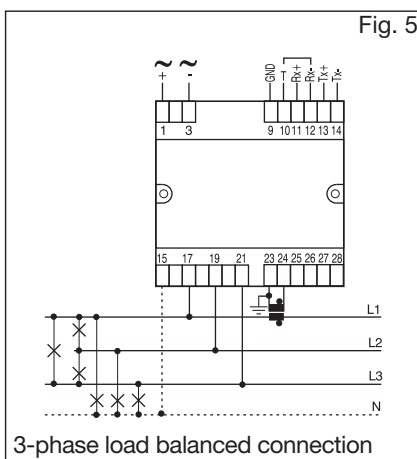 Fig. 5
~ ~
+ - GND T Rx+ Rx- Tx+ Tx-
1 3 9 10 11 12 13 14
15 17 19 21 23 24 25 26 27 28
L1
L2
L3
N
3-phase load balanced connection